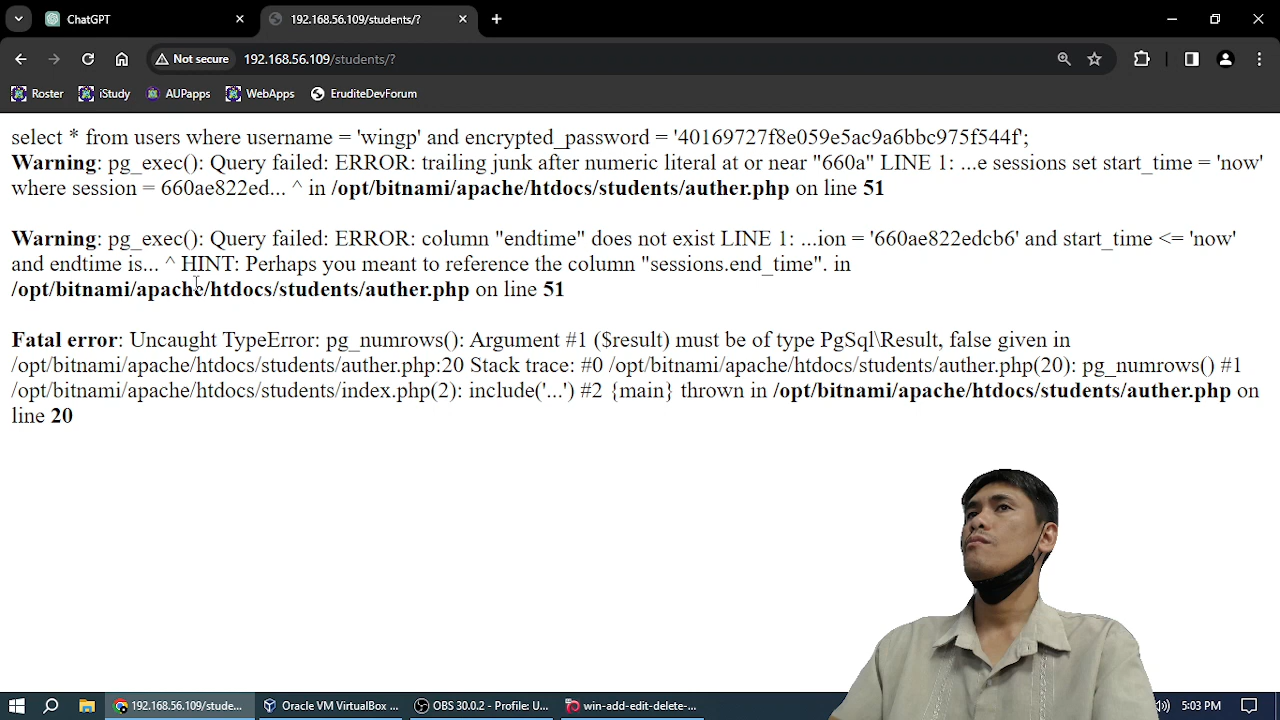 ChatGPT
192.168.56.109/students/?
Not secure
192.168.56.109/students/?
Roster
iStudy
AUPapps
WebApps
EruditeDevForum
select * from users where username = 'wingp' and encrypted_password = '40169727f8e059e5ac9a6bbc975f544f';
Warning: pg_exec(): Query failed: ERROR: trailing junk after numeric literal at or near "660a" LINE 1: ...e sessions set start_time = 'now'
where session = 660ae822ed... ^ in /opt/bitnami/apache/htdocs/students/auther.php on line 51
Warning: pg_exec(): Query failed: ERROR: column "endtime" does not exist LINE 1: ...ion = '660ae822edcb6' and start_time <= 'now'
and endtime is... ^ HINT: Perhaps you meant to reference the column "sessions.end_time". in
/opt/bitnami/apache/htdocs/students/auther.php on line 51
Fatal error: Uncaught TypeError: pg_numrows(): Argument #1 ($result) must be of type PgSql\Result, false given in
/opt/bitnami/apache/htdocs/students/auther.php:20 Stack trace: #0 /opt/bitnami/apache/htdocs/students/auther.php(20): pg_numrows() #1
/opt/bitnami/apache/htdocs/students/index.php(2): include('...') #2 {main} thrown in /opt/bitnami/apache/htdocs/students/auther.php on
line 20
192.168.56.109/stude...
Oracle VM VirtualBox ...
OBS 30.0.2 - Profile: U...
win-add-edit-delete-...
5:03 PM